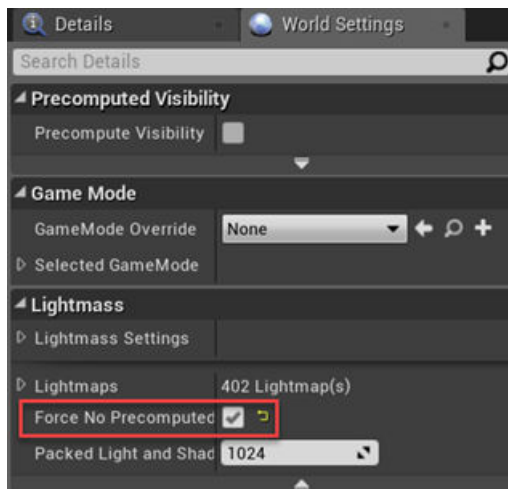 Details
World Settings
Search Details
Precomputed Visibility
Precompute Visibility
Game Mode
GameMode Override None
Selected GameMode
Lightmass
Lightmass Settings
Lightmaps 402 Lightmap(s)
Force No Precomputed
Packed Light and Shad 1024